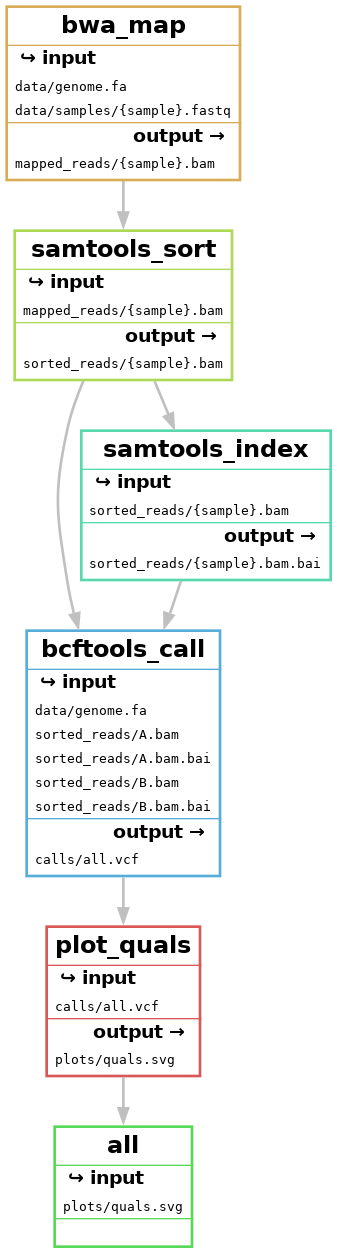 bwa_map
↪ input
data/genome.fa
data/samples/{sample}.fastq
output →
mapped_reads/{sample}.bam
samtools_sort
↪ input
mapped_reads/{sample}.bam
output →
sorted_reads/{sample}.bam
samtools_index
↪ input
sorted_reads/{sample}.bam
output →
sorted_reads/{sample}.bam.bai
bcftools_call
↪ input
data/genome.fa
sorted_reads/A.bam
sorted_reads/A.bam.bai
sorted_reads/B.bam
sorted_reads/B.bam.bai
output →
calls/all.vcf
plot_quals
↪ input
calls/all.vcf
output →
plots/quals.svg
all
↪ input
plots/quals.svg